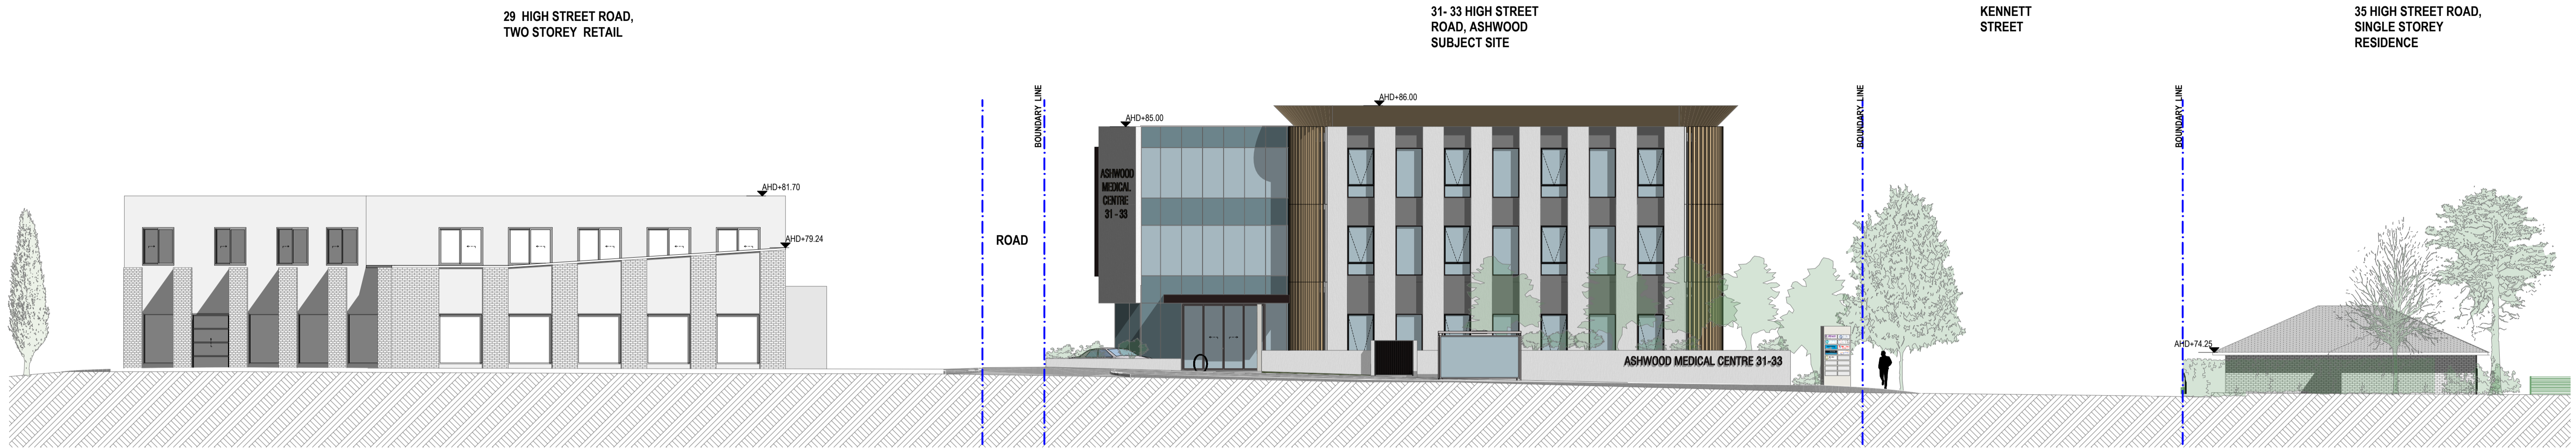 29 HIGH STREET ROAD,
TWO STOREY RETAIL
31- 33 HIGH STREET
ROAD, ASHWOOD
SUBJECT SITE
KENNETT
STREET
35 HIGH STREET ROAD,
SINGLE STOREY
RESIDENCE
BOUNDARY LINE
BOUNDARY LINE
BOUNDARY LINE
AHD+86.00
AHD+85.00
ASHWOOD
MEDICAL
CENTRE
31 - 33
AHD+81.70
AHD+79.24
ROAD
AHD+74.25
ASHWOOD MEDICAL CENTRE 31-33